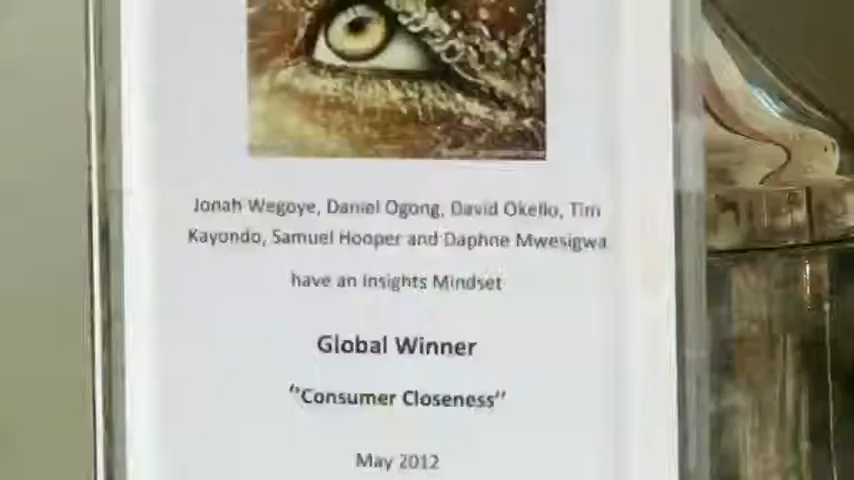 Jonah Wegoye, Daniel Ogong, David Okello, Tim
Kayondo, Samuel Hooper and Daphne Mwesigwa
have an Insights Mindset
Global Winner
"Consumer Closeness"
May 2012